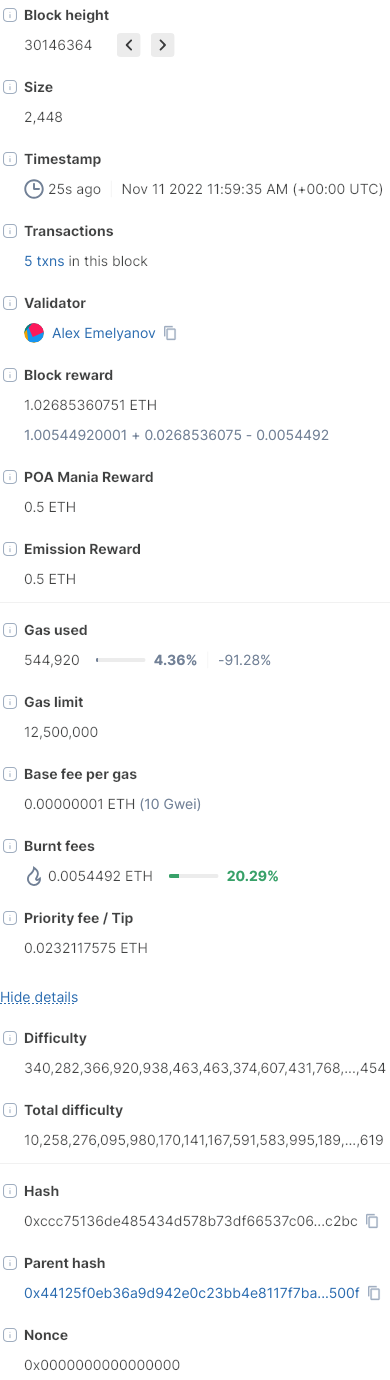 Block height
30146364
Size
2,448
Timestamp
25s ago Nov 11 2022 11:59:35 AM (+00:00 UTC)
Transactions
5 txns in this block
Validator
Alex Emelyanov
Block reward
1.02685360751 ETH
1.00544920001 + 0.0268536075 - 0.0054492
POA Mania Reward
0.5 ETH
Emission Reward
0.5 ETH
Gas used
544,920 4.36% -91.28%
Gas limit
12,500,000
Base fee per gas
0.00000001 ETH (10 Gwei)
Burnt fees
0.0054492 ETH 20.29%
Priority fee / Tip
0.0232117575 ETH
Hide details
Difficulty
340,282,366,920,938,463,463,374,607,431,768,...,454
Total difficulty
10,258,276,095,980,170,141,167,591,583,995,189,...,619
Hash
0xccc75136de485434d578b73df66537c06...c2bc
Parent hash
0x44125f0eb36a9d942e0c23bb4e8117f7ba...500f
Nonce
0x0000000000000000